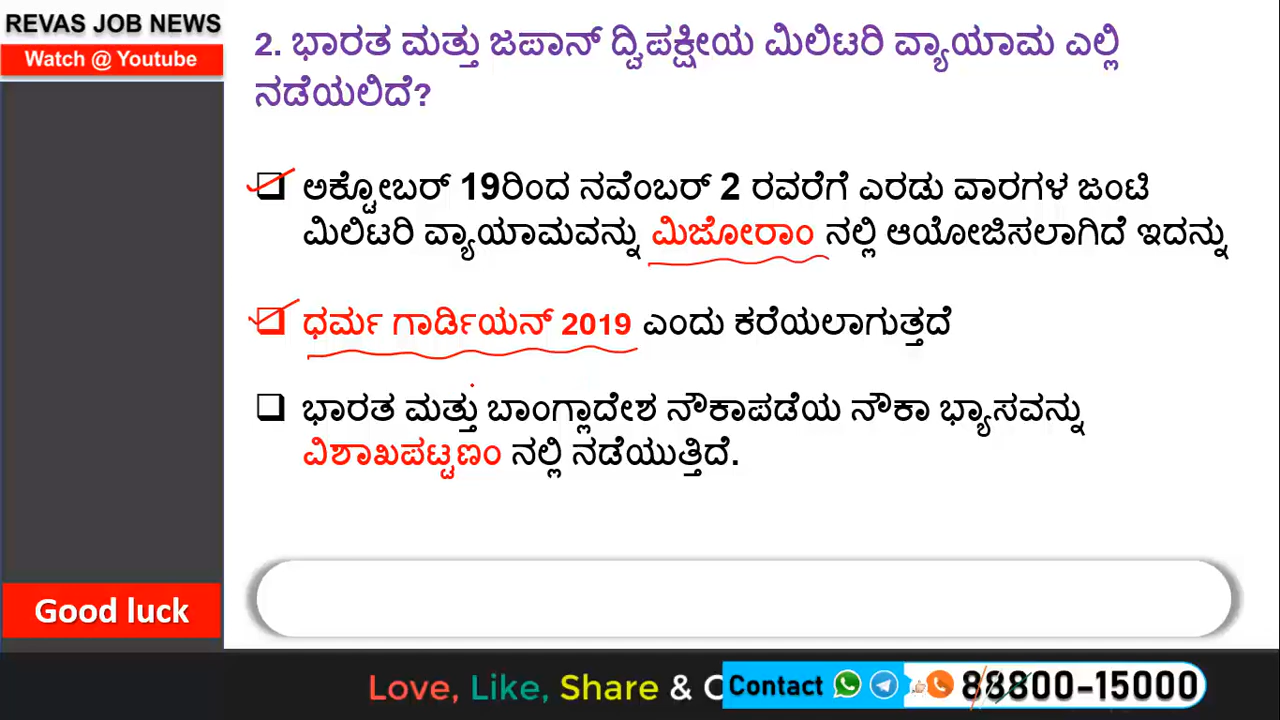 REVAS JOB NEWS
Watch @ Youtube
2. ಭಾರತ ಮತ್ತು ಜಪಾನ್ ದ್ವಿಪಕ್ಷೀಯ ಮಿಲಿಟರಿ ವ್ಯಾಯಾಮ ಎಲ್ಲಿ
ನಡೆಯಲಿದೆ?
ಅಕ್ಟೋಬರ್ 19ರಿಂದ ನವೆಂಬರ್ 2 ರವರೆಗೆ ಎರಡು ವಾರಗಳ ಜಂಟಿ
ಮಿಲಿಟರಿ ವ್ಯಾಯಾಮವನ್ನು ಮಿಜೋರಾಂ ನಲ್ಲಿ ಆಯೋಜಿಸಲಾಗಿದೆ ಇದನ್ನು
ಧರ್ಮ ಗಾರ್ಡಿಯನ್ 2019 ಎಂದು ಕರೆಯಲಾಗುತ್ತದೆ
ಭಾರತ ಮತ್ತು ಬಾಂಗ್ಲಾದೇಶ ನೌಕಾಪಡೆಯ ನೌಕಾ ಭ್ಯಾಸವನ್ನು
ವಿಶಾಖಪಟ್ಟಣಂ ನಲ್ಲಿ ನಡೆಯುತ್ತಿದೆ.
Good luck
Love, Like, Share & C
Contact 88800-15000